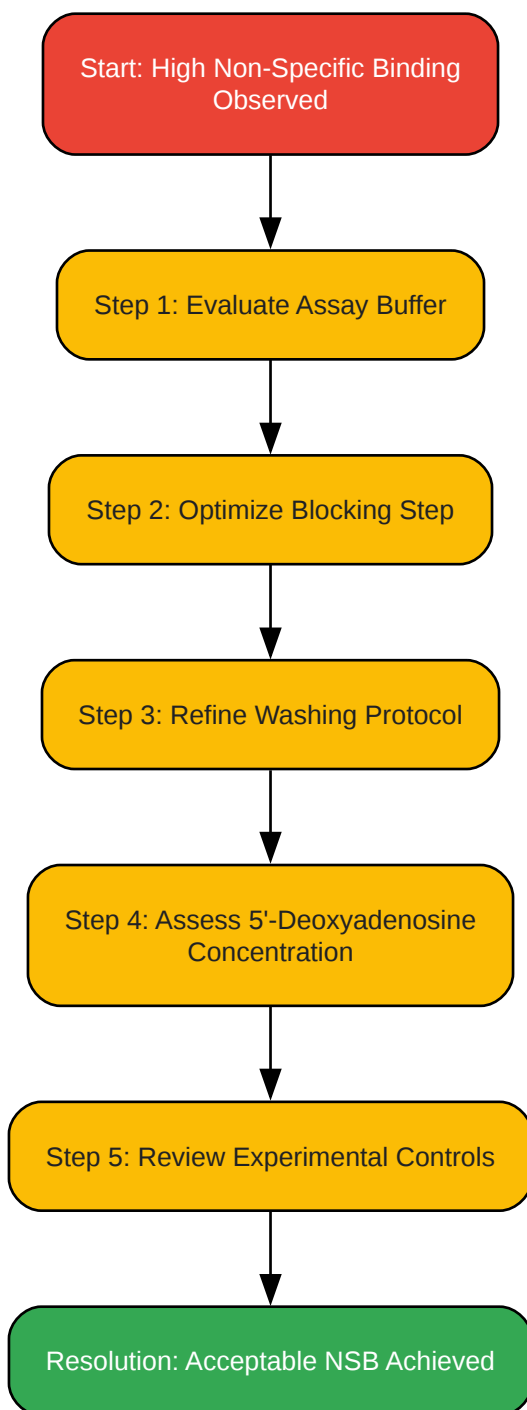 Start: High Non-Specific Binding
Observed
Step 1: Evaluate Assay Buffer
Step 2: Optimize Blocking Step
Step 3: Refine Washing Protocol
Step 4: Assess 5'-Deoxyadenosine
Concentration
Step 5: Review Experimental Controls
Resolution: Acceptable NSB Achieved